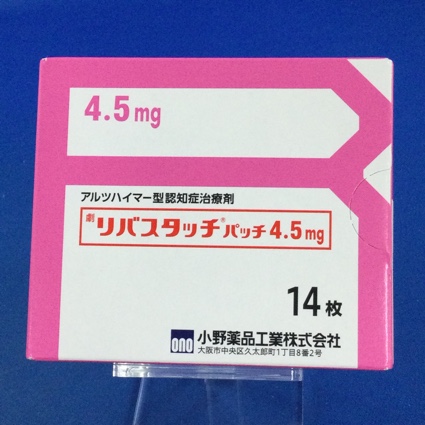 4.5mg
アルツハイマー型認知症治療剤
劇 リバスタッチ®パッチ4.5mg
14枚
ono 小野薬品工業株式会社
大阪市中央区久太郎町1丁目8番2号